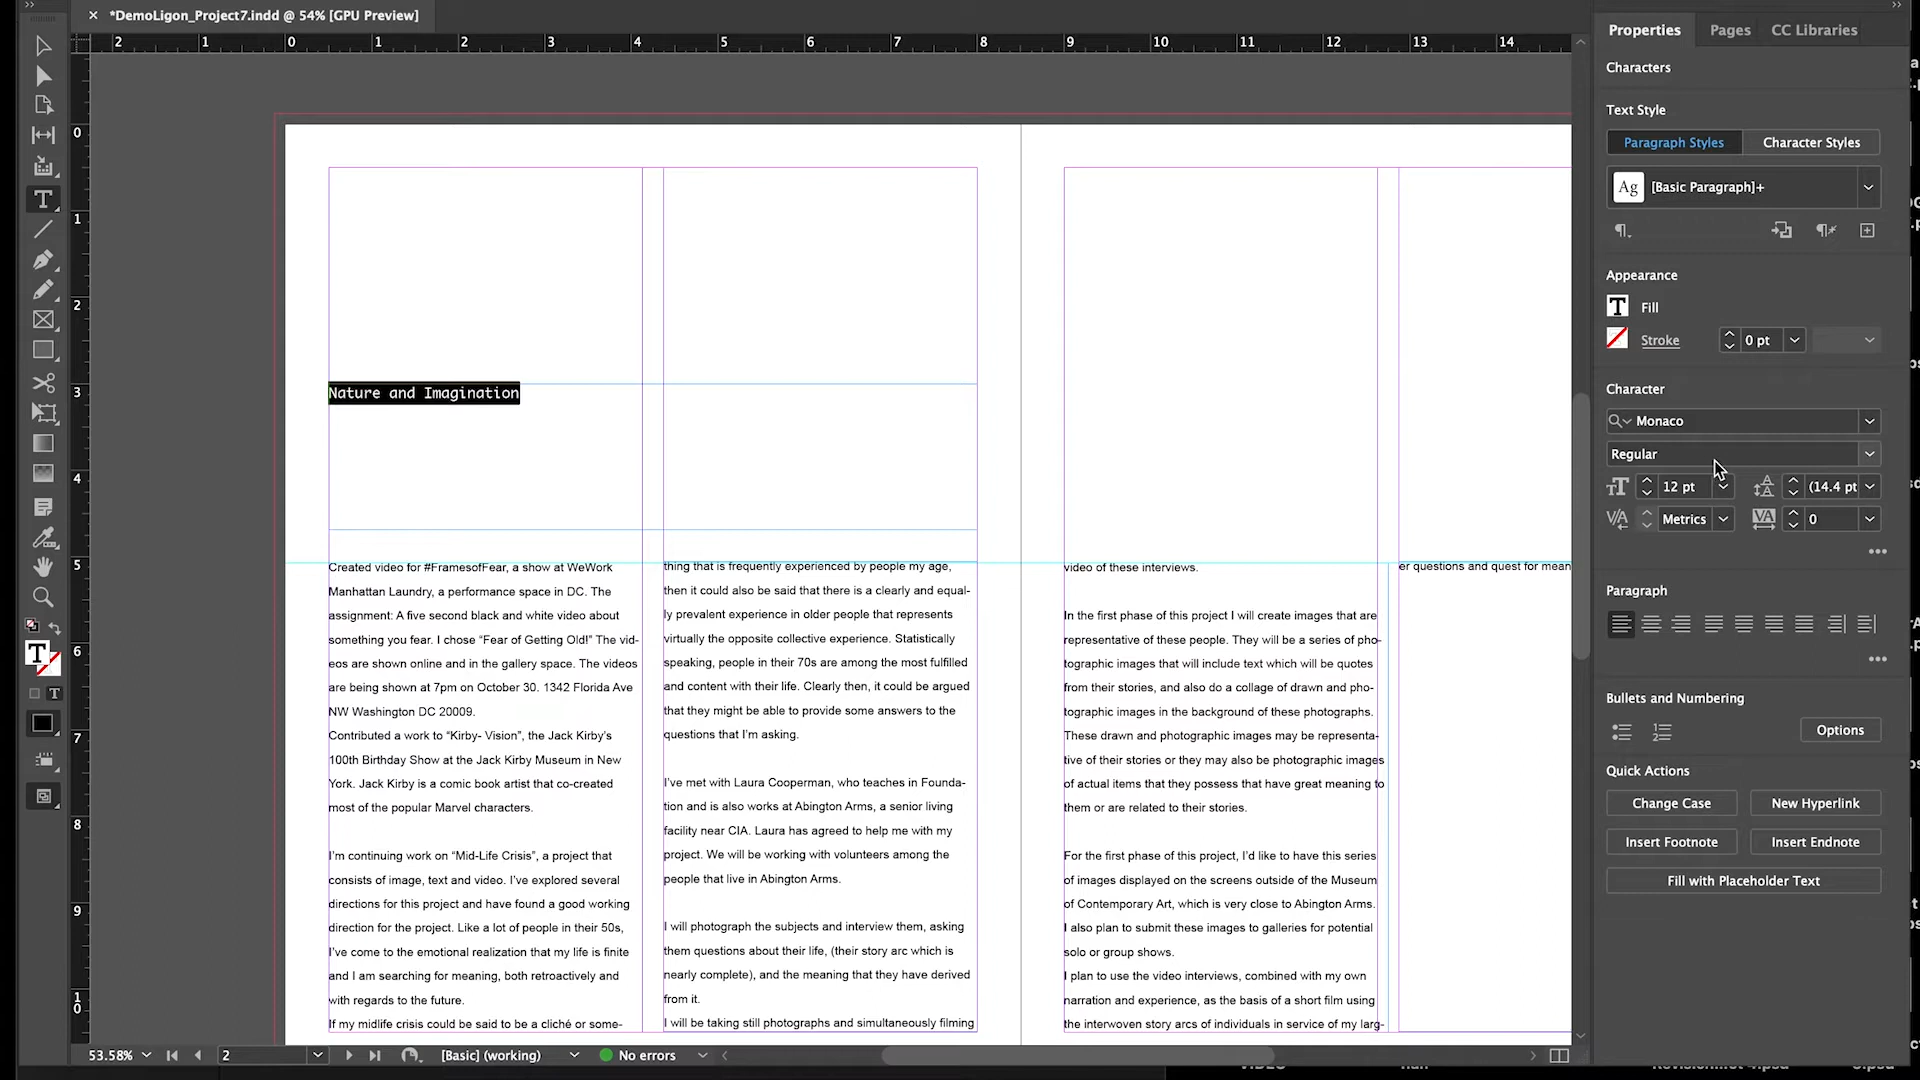 *DemoLigon_Project7.indd @ 54% [GPU Preview]
2 1 0 1 2 3 4 5 6 7 8 9 10 11 12 13 14
0
1
2
3
4
5
6
7
8
9
10
Nature and Imagination
Created video for #FramesofFear, a show at WeWork
Manhattan Laundry, a performance space in DC. The
assignment: A five second black and white video about
something you fear. I chose “Fear of Getting Old!” The vid-
eos are shown online and in the gallery space. The videos
are being shown at 7pm on October 30. 1342 Florida Ave
NW Washington DC 20009.
Contributed a work to “Kirby- Vision”, the Jack Kirby’s
100th Birthday Show at the Jack Kirby Museum in New
York. Jack Kirby is a comic book artist that co-created
most of the popular Marvel characters.
I’m continuing work on “Mid-Life Crisis”, a project that
consists of image, text and video. I’ve explored several
directions for this project and have found a good working
direction for the project. Like a lot of people in their 50s,
I’ve come to the emotional realization that my life is finite
and I am searching for meaning, both retroactively and
with regards to the future.
If my midlife crisis could be said to be a cliché or some-
thing that is frequently experienced by people my age,
then it could also be said that there is a clearly and equal-
ly prevalent experience in older people that represents
virtually the opposite collective experience. Statistically
speaking, people in their 70s are among the most fulfilled
and content with their life. Clearly then, it could be argued
that they might be able to provide some answers to the
questions that I’m asking.
I’ve met with Laura Cooperman, who teaches in Founda-
tion and is also works at Abington Arms, a senior living
facility near CIA. Laura has agreed to help me with my
project. We will be working with volunteers among the
people that live in Abington Arms.
I will photograph the subjects and interview them, asking
them questions about their life, (their story arc which is
nearly complete), and the meaning that they have derived
from it.
I will be taking still photographs and simultaneously filming
video of these interviews.
In the first phase of this project I will create images that are
representative of these people. They will be a series of pho-
tographic images that will include text which will be quotes
from their stories, and also do a collage of drawn and pho-
tographic images in the background of these photographs.
These drawn and photographic images may be representa-
tive of their stories or they may also be photographic images
of actual items that they possess that have great meaning to
them or are related to their stories.
For the first phase of this project, I’d like to have this series
of images displayed on the screens outside of the Museum
of Contemporary Art, which is very close to Abington Arms.
I also plan to submit these images to galleries for potential
solo or group shows.
I plan to use the video interviews, combined with my own
narration and experience, as the basis of a short film using
the interwoven story arcs of individuals in service of my larg-
er questions and quest for mean
53.58%
2
[Basic] (working)
No errors
Properties Pages CC Libraries
Characters
Text Style
Paragraph Styles Character Styles
Ag [Basic Paragraph]+
Appearance
Fill
Stroke 0 pt
Character
Monaco
Regular
12 pt (14.4 pt
Metrics 0
Paragraph
Bullets and Numbering
Options
Quick Actions
Change Case New Hyperlink
Insert Footnote Insert Endnote
Fill with Placeholder Text